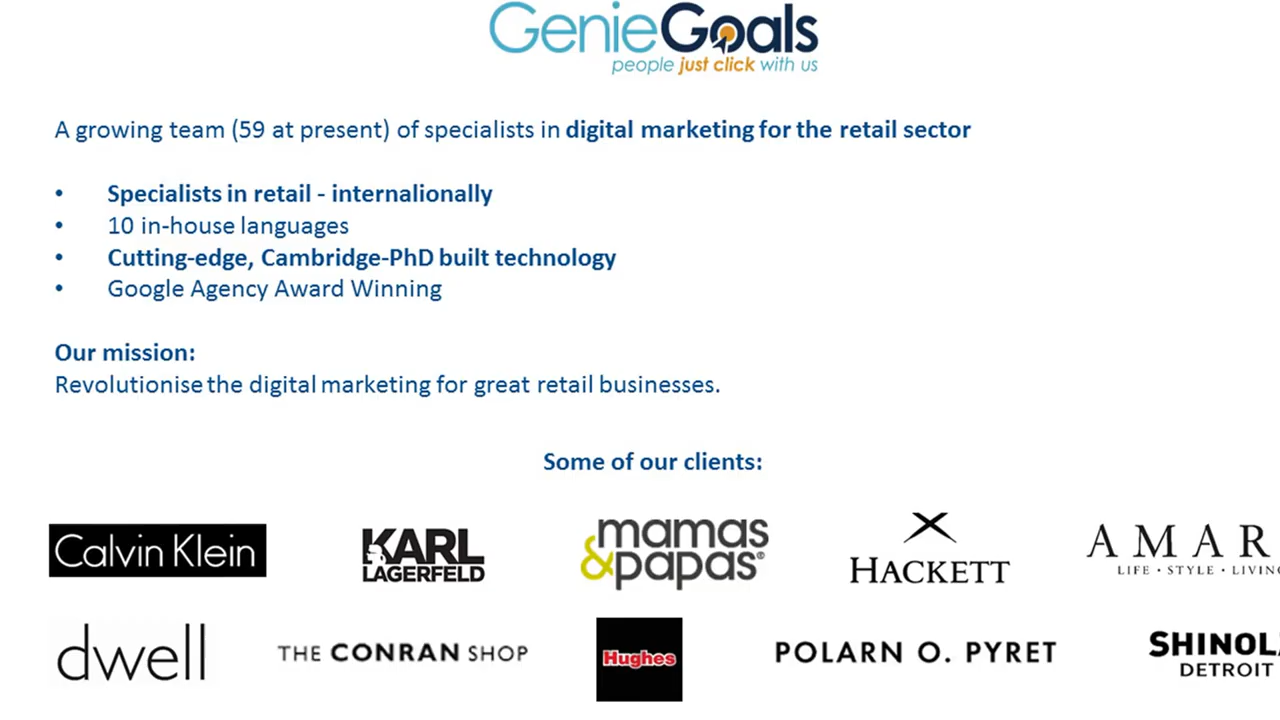 GenieGoals
people just click with us
A growing team (59 at present) of specialists in digital marketing for the retail sector
• Specialists in retail - internalionally
• 10 in-house languages
• Cutting-edge, Cambridge-PhD built technology
• Google Agency Award Winning
Our mission:
Revolutionise the digital marketing for great retail businesses.
Some of our clients:
Calvin Klein
KARL
LAGERFELD
mamas
&papas®
HACKETT
AMAR
LIFE · STYLE · LIVING
dwell
THE CONRAN SHOP
Hughes
POLARN O. PYRET
SHINOLA
DETROIT